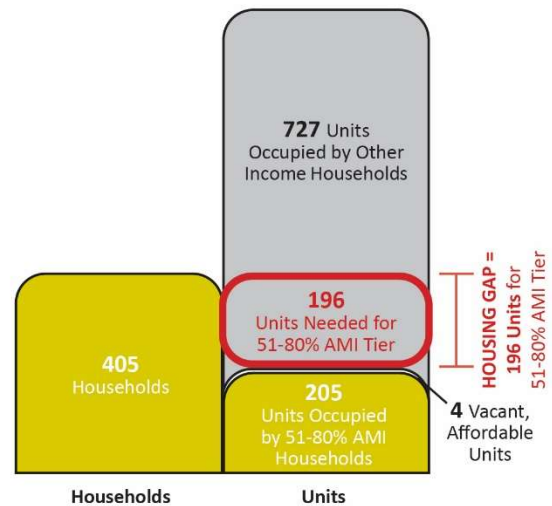 727 Units
Occupied by Other
Income Households
196
Units Needed for
51-80% AMI Tier
HOUSING GAP =
196 Units for
51-80% AMI Tier
405
Households
205
Units Occupied
by 51-80% AMI
Households
4 Vacant,
Affordable
Units
Households
Units